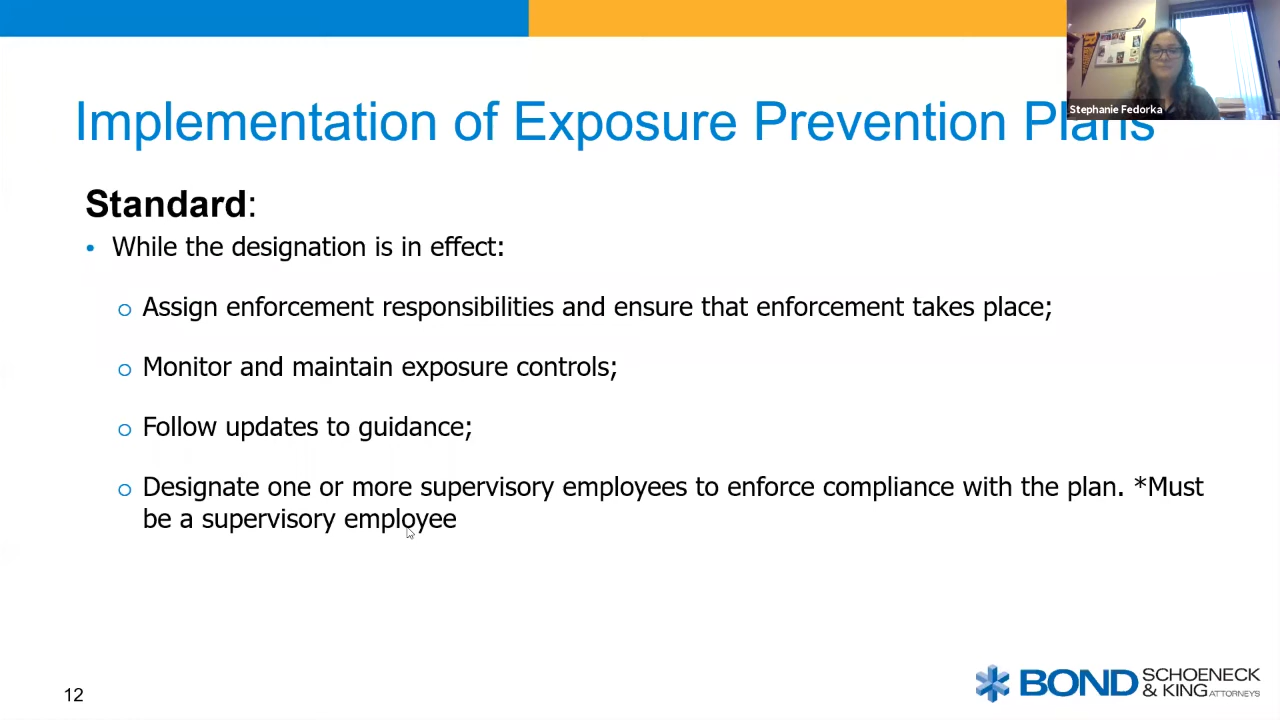 Stephanie Fedorka
Implementation of Exposure Prevention Plans
Standard:
• While the designation is in effect:
o Assign enforcement responsibilities and ensure that enforcement takes place;
o Monitor and maintain exposure controls;
o Follow updates to guidance;
o Designate one or more supervisory employees to enforce compliance with the plan. *Must
be a supervisory employee
12
BOND SCHOENECK
& KING ATTORNEYS